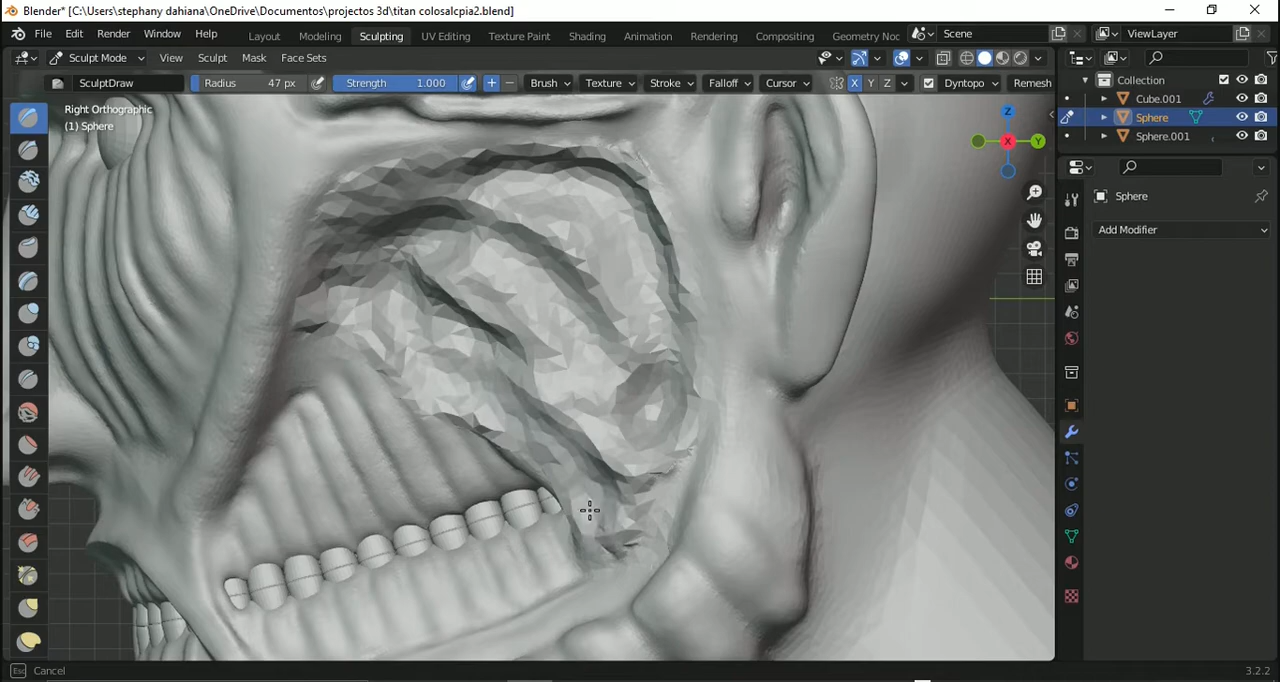 Blender* [C:\Users\stephany dahiana\OneDrive\Documentos\projectos 3d\titan colosalcpia2.blend]
File Edit Render Window Help Layout Modeling Sculpting UV Editing Texture Paint Shading Animation Rendering Compositing Geometry Noc Scene ViewLayer
Sculpt Mode View Sculpt Mask Face Sets
SculptDraw Radius 47 px Strength 1.000 Brush Texture Stroke Falloff Cursor X Y Z Dyntopo Remesh
Collection
Cube.001
Sphere
Sphere.001
Right Orthographic
(1) Sphere
Z
X
Y
Sphere
Add Modifier
Esc Cancel
3.2.2